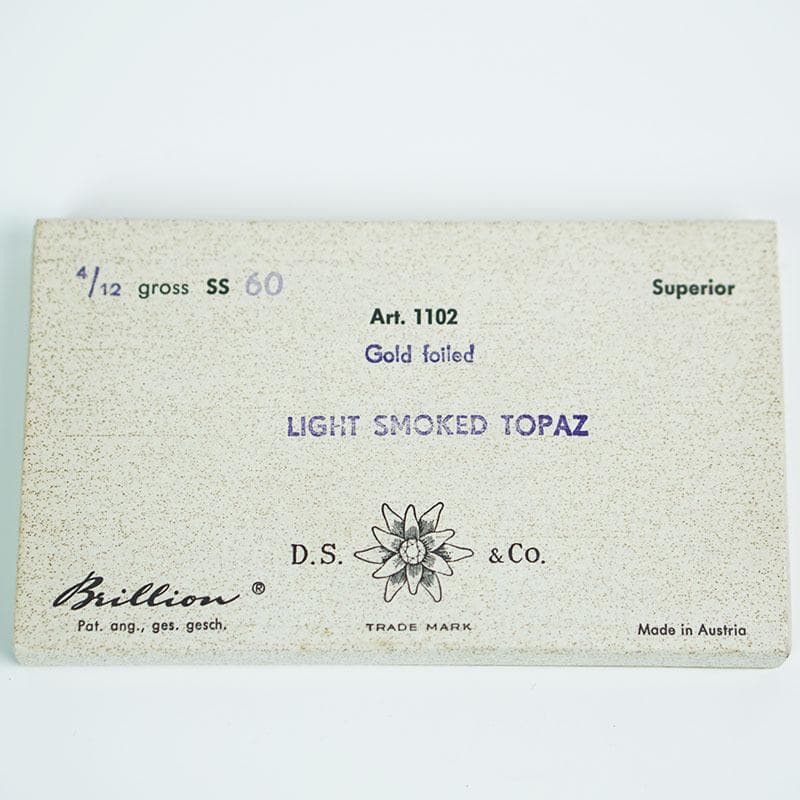 4/12 gross SS 60 Superior
Art. 1102
Gold foiled
LIGHT SMOKED TOPAZ
D.S. & Co.
Brillion ®
Pat. ang., ges. gesch. TRADE MARK Made in Austria